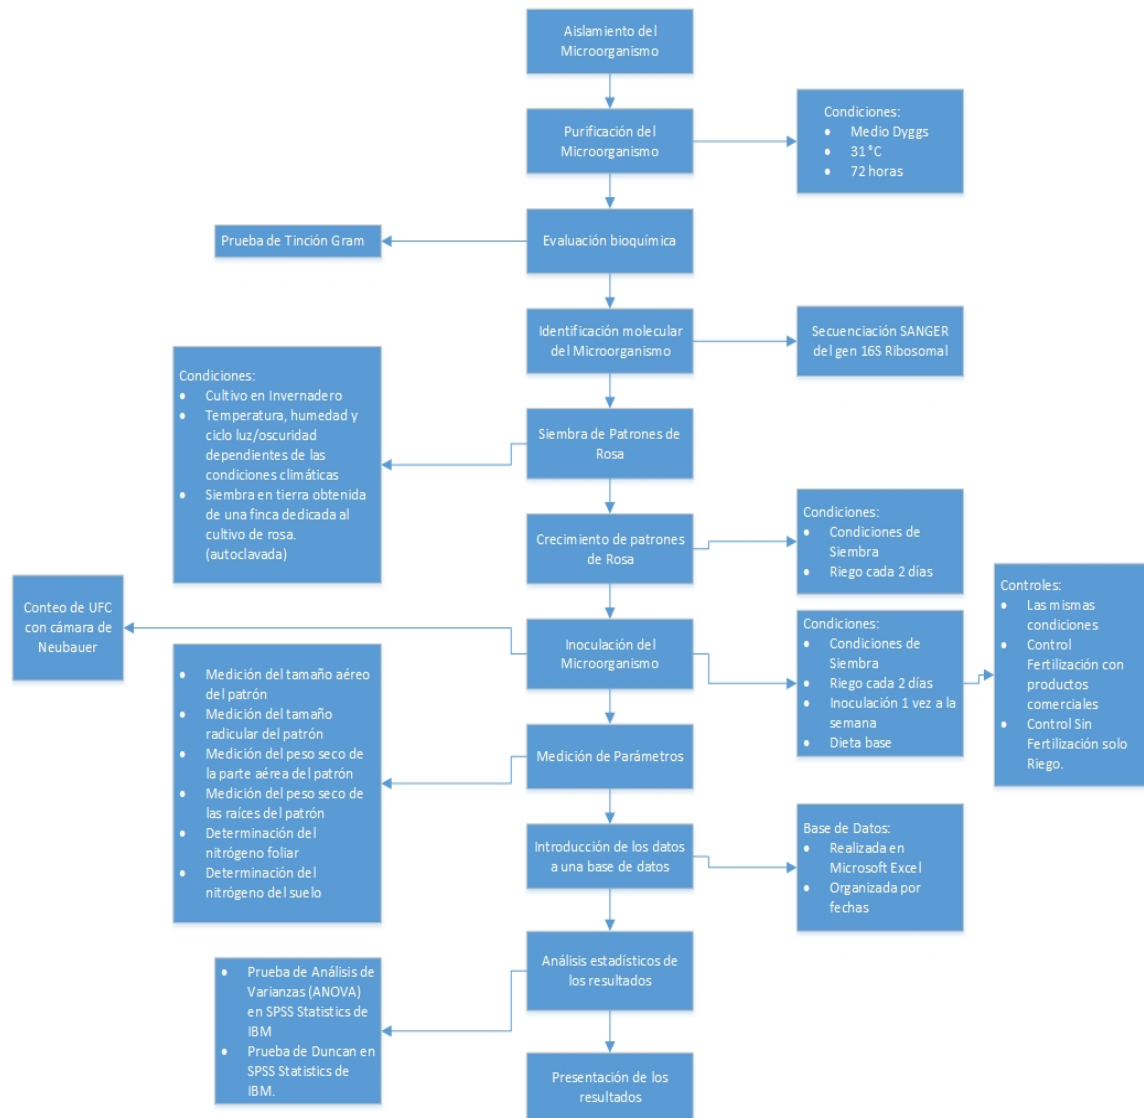 Aislamiento del
Microorganismo
Purificación del
Microorganismo
Condiciones:
• Medio Dyggs
• 31°C
• 72 horas
Prueba de Tinción Gram
Evaluación bioquímica
Identificación molecular
del Microorganismo
Secuenciación SANGER
del gen 16S Ribosomal
Condiciones:
• Cultivo en Invernadero
• Temperatura, humedad y
ciclo luz/oscuridad
dependientes de las
condiciones climáticas
• Siembra en tierra obtenida
de una finca dedicada al
cultivo de rosa.
(autoclavada)
Siembra de Patrones de
Rosa
Crecimiento de patrones
de Rosa
Condiciones:
• Condiciones de
Siembra
• Riego cada 2 días
Conteo de UFC
con cámara de
Neubauer
Inoculación del
Microorganismo
Condiciones:
• Condiciones de
Siembra
• Riego cada 2 días
• Inoculación 1 vez a la
semana
• Dieta base
Controles:
• Las mismas
condiciones
• Control
Fertilización con
productos
comerciales
• Control Sin
Fertilización solo
Riego.
• Medición del tamaño aéreo
del patrón
• Medición del tamaño
radicular del patrón
• Medición del peso seco de
la parte aérea del patrón
• Medición del peso seco de
las raíces del patrón
• Determinación del
nitrógeno foliar
• Determinación del
nitrógeno del suelo
Medición de Parámetros
Introducción de los datos
a una base de datos
Base de Datos:
• Realizada en
Microsoft Excel
• Organizada por
fechas
Análisis estadísticos de
los resultados
• Prueba de Análisis de
Varianzas (ANOVA)
en SPSS Statistics de
IBM
• Prueba de Duncan en
SPSS Statistics de
IBM.
Presentación de los
resultados